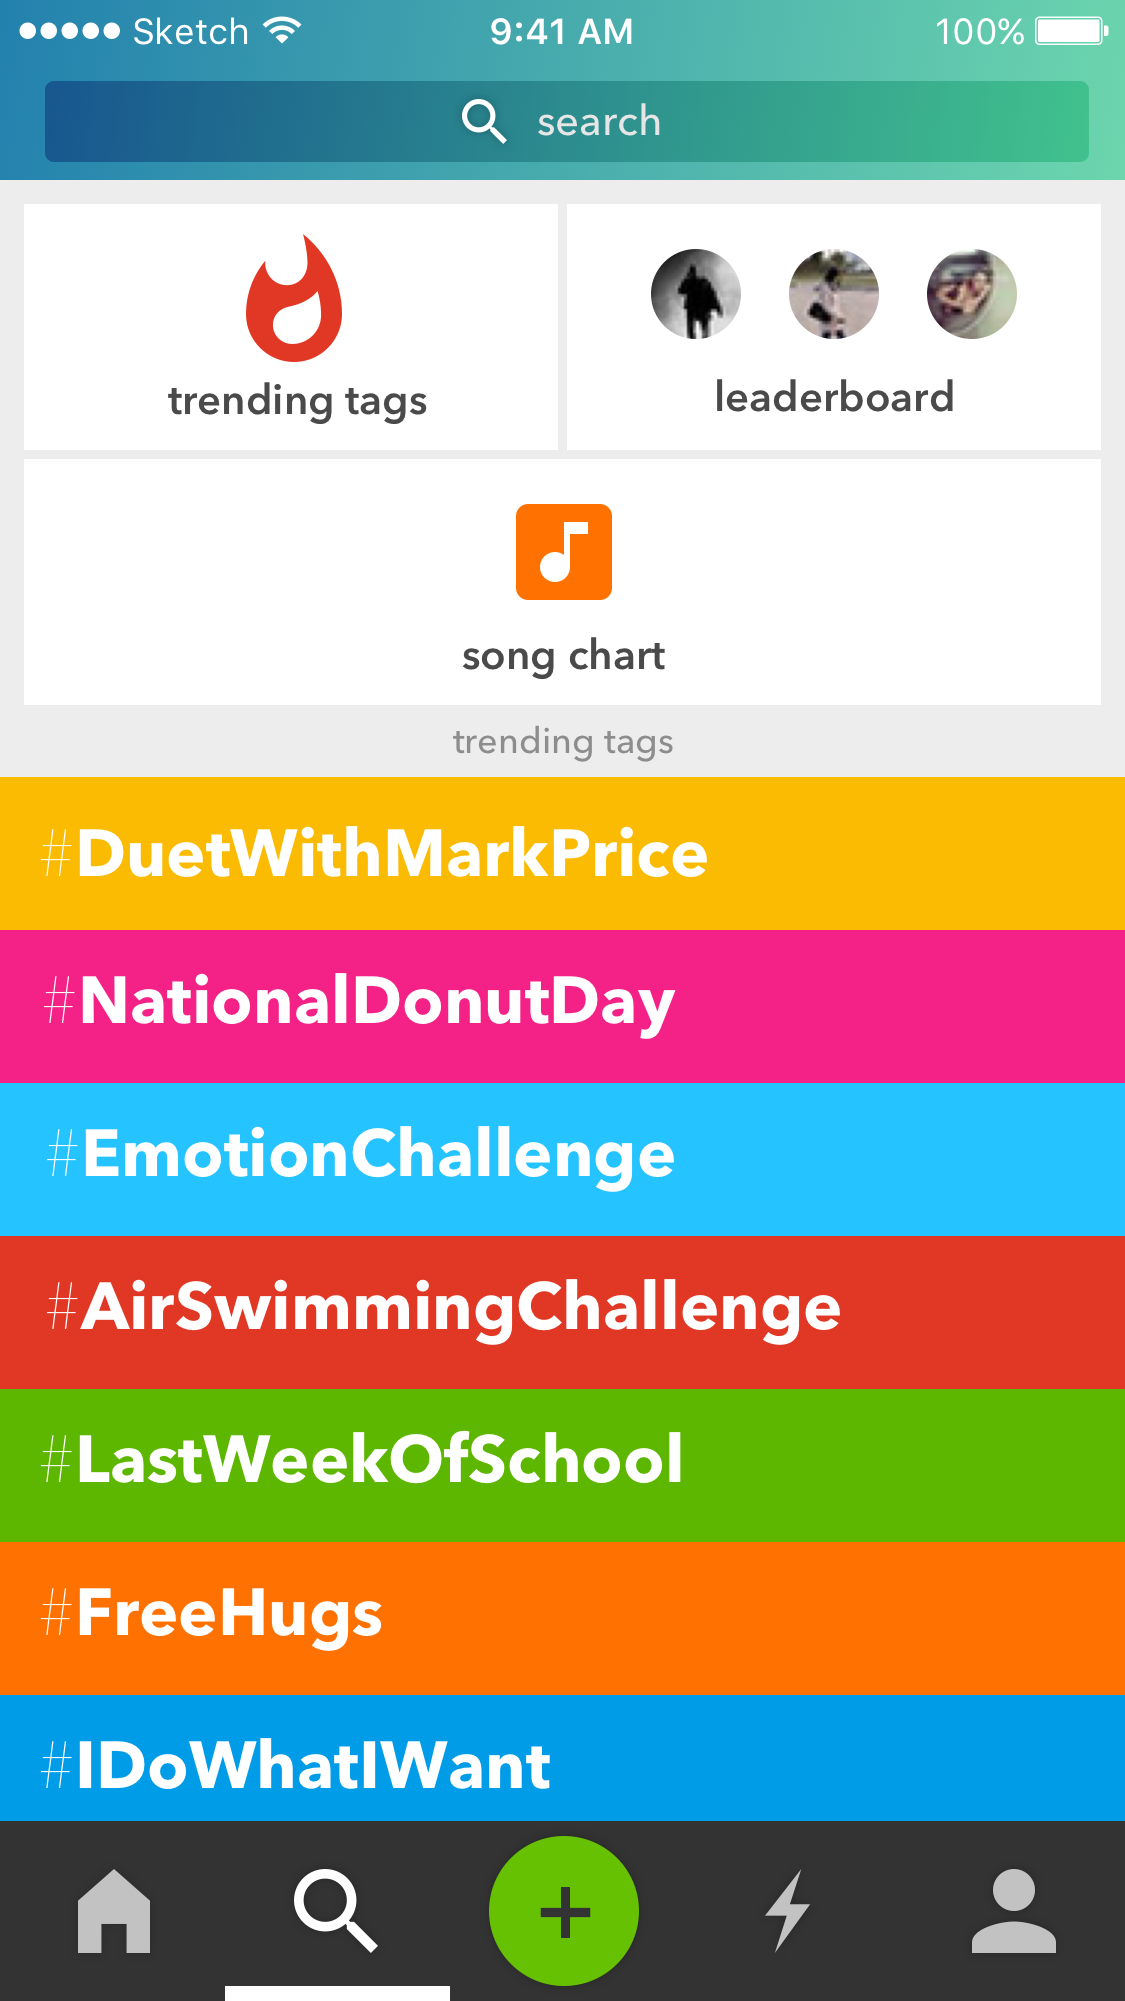 Sketch 9:41 AM 100%
search
trending tags
leaderboard
song chart
trending tags
#DuetWithMarkPrice
#NationalDonutDay
#EmotionChallenge
#AirSwimmingChallenge
#LastWeekOfSchool
#FreeHugs
#IDoWhatIWant